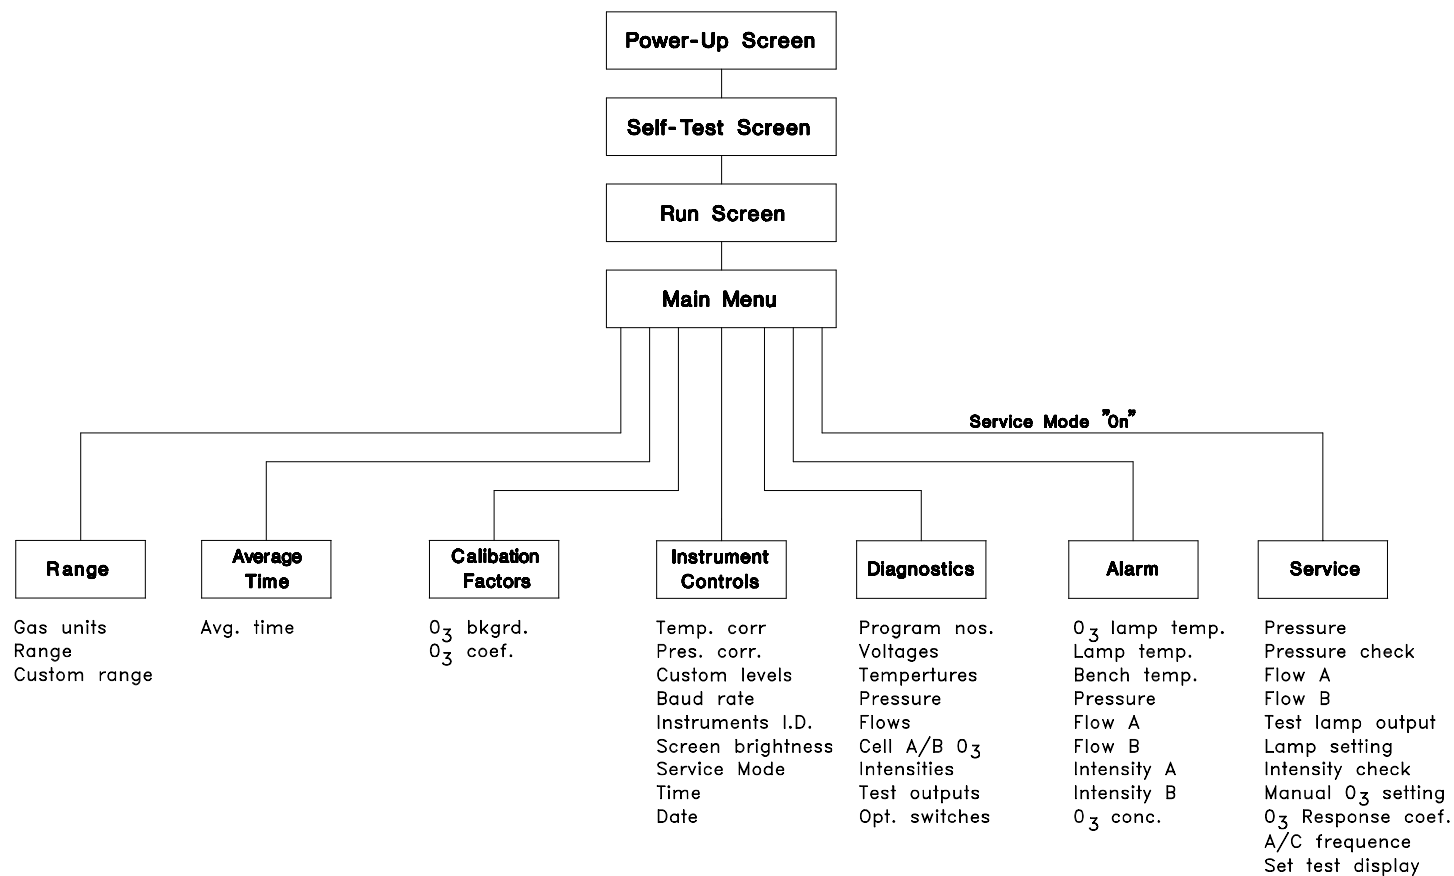 Power-Up Screen
Self-Test Screen
Run Screen
Main Menu
Service Mode "On"
Range
Gas units
Range
Custom range
Average
Time
Avg. time
Calibation
Factors
O3 bkgrd.
O3 coef.
Instrument
Controls
Temp. corr
Pres. corr.
Custom levels
Baud rate
Instruments I.D.
Screen brightness
Service Mode
Time
Date
Diagnostics
Program nos.
Voltages
Tempertures
Pressure
Flows
Cell A/B O3
Intensities
Test outputs
Opt. switches
Alarm
O3 lamp temp.
Lamp temp.
Bench temp.
Pressure
Flow A
Flow B
Intensity A
Intensity B
O3 conc.
Service
Pressure
Pressure check
Flow A
Flow B
Test lamp output
Lamp setting
Intensity check
Manual O3 setting
O3 Response coef.
A/C frequence
Set test display